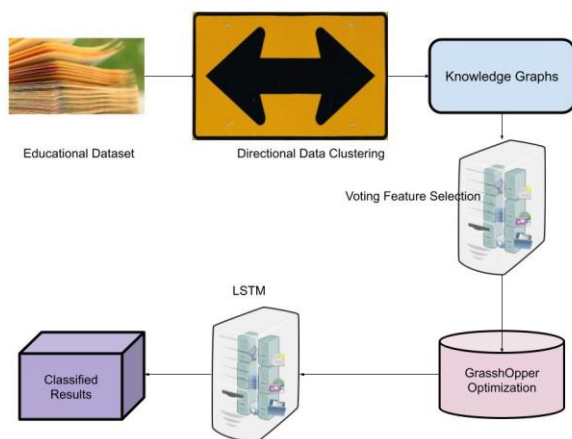 Knowledge Graphs
Educational Dataset
Directional Data Clustering
Voting Feature Selection
LSTM
GrasshOpper
Optimization
Classified
Results